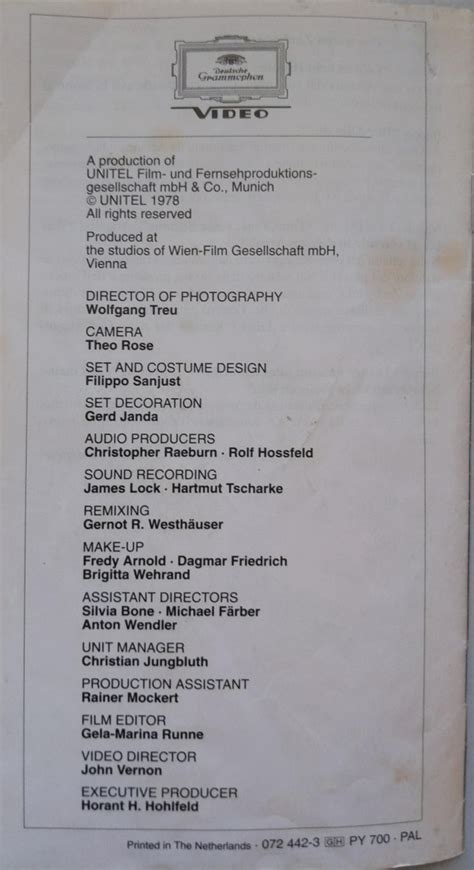 Deutsche
Grammophon
VIDEO
A production of
UNITEL Film- und Fernsehproduktions-
gesellschaft mbH & Co., Munich
© UNITEL 1978
All rights reserved
Produced at
the studios of Wien-Film Gesellschaft mbH,
Vienna
DIRECTOR OF PHOTOGRAPHY
Wolfgang Treu
CAMERA
Theo Rose
SET AND COSTUME DESIGN
Filippo Sanjust
SET DECORATION
Gerd Janda
AUDIO PRODUCERS
Christopher Raeburn · Rolf Hossfeld
SOUND RECORDING
James Lock · Hartmut Tscharke
REMIXING
Gernot R. Westhäuser
MAKE-UP
Fredy Arnold · Dagmar Friedrich
Brigitta Wehrand
ASSISTANT DIRECTORS
Silvia Bone · Michael Färber
Anton Wendler
UNIT MANAGER
Christian Jungbluth
PRODUCTION ASSISTANT
Rainer Mockert
FILM EDITOR
Gela-Marina Runne
VIDEO DIRECTOR
John Vernon
EXECUTIVE PRODUCER
Horant H. Hohlfeld
Printed in The Netherlands · 072 442-3 GH PY 700 · PAL